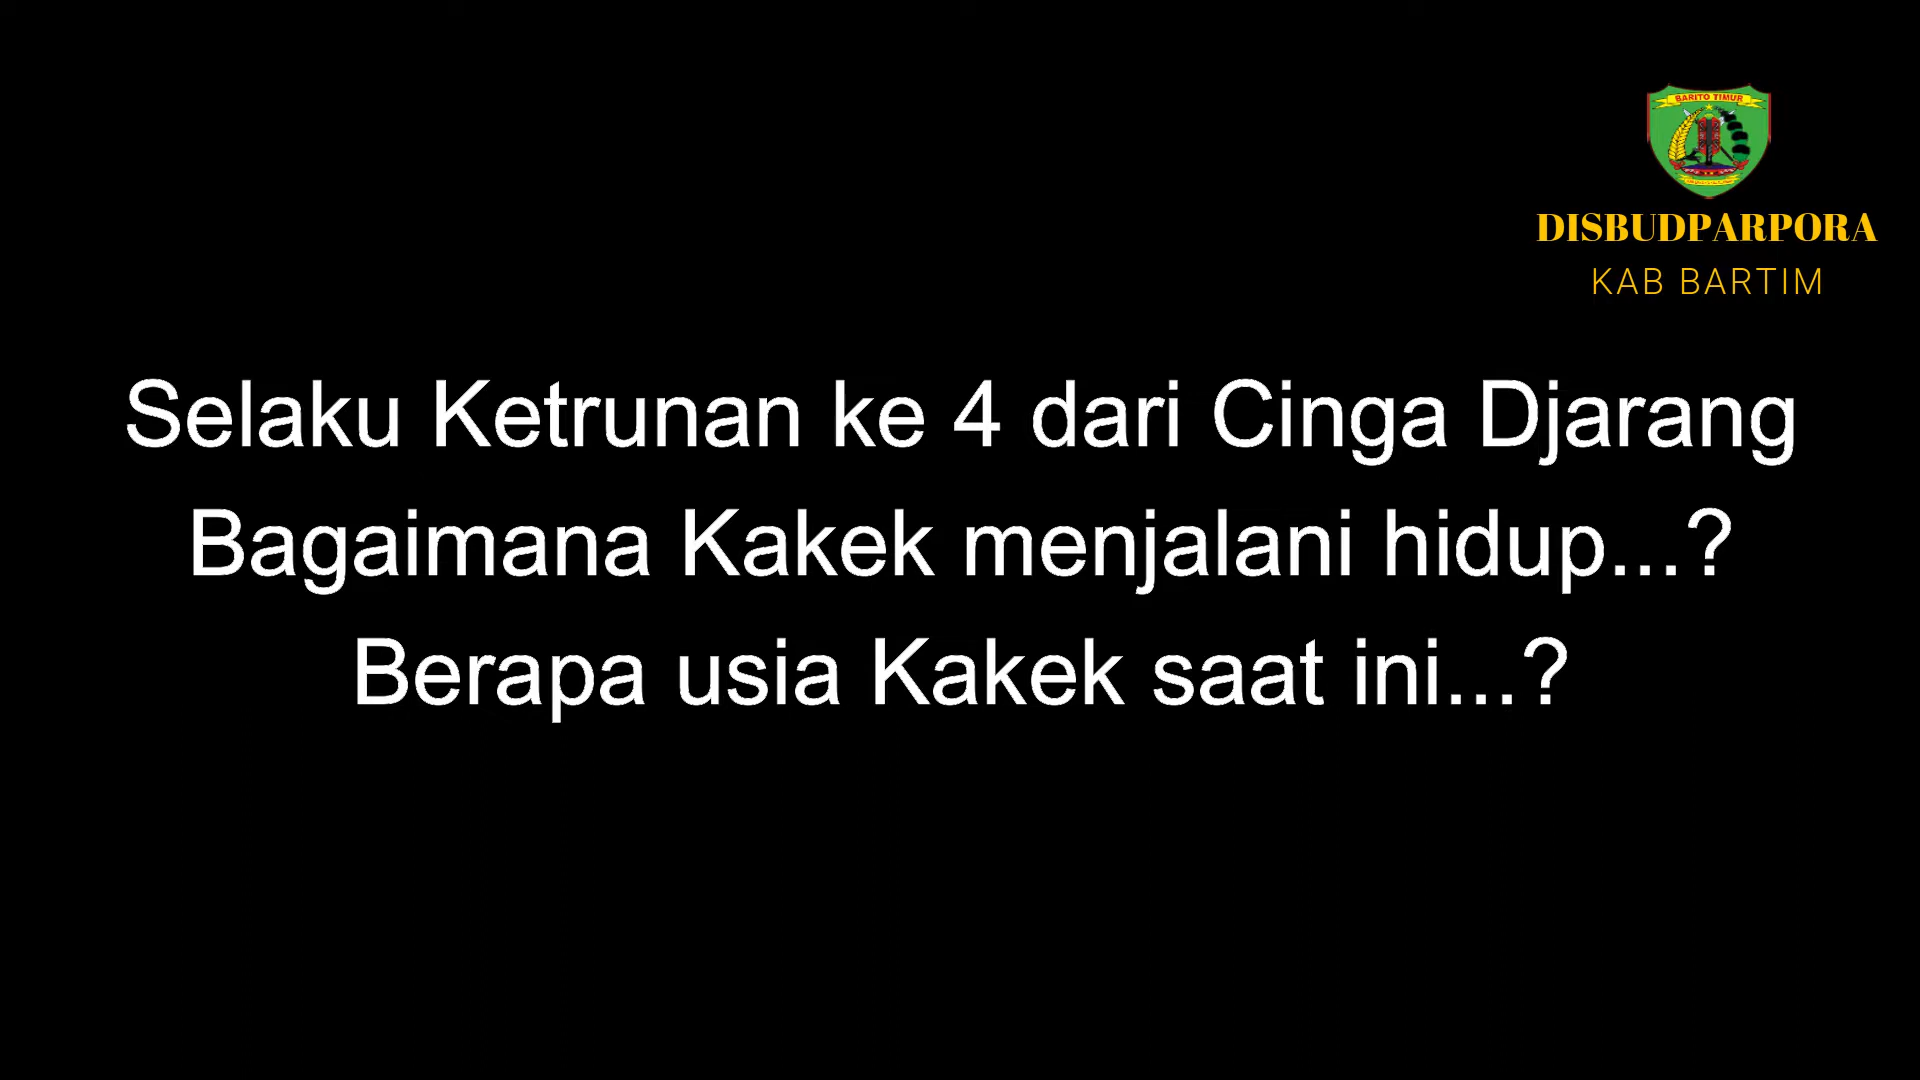 BARITO TIMUR
DISBUDPARPORA
KAB BARTIM
Selaku Ketrunan ke 4 dari Cinga Djarang
Bagaimana Kakek menjalani hidup...?
Berapa usia Kakek saat ini...?